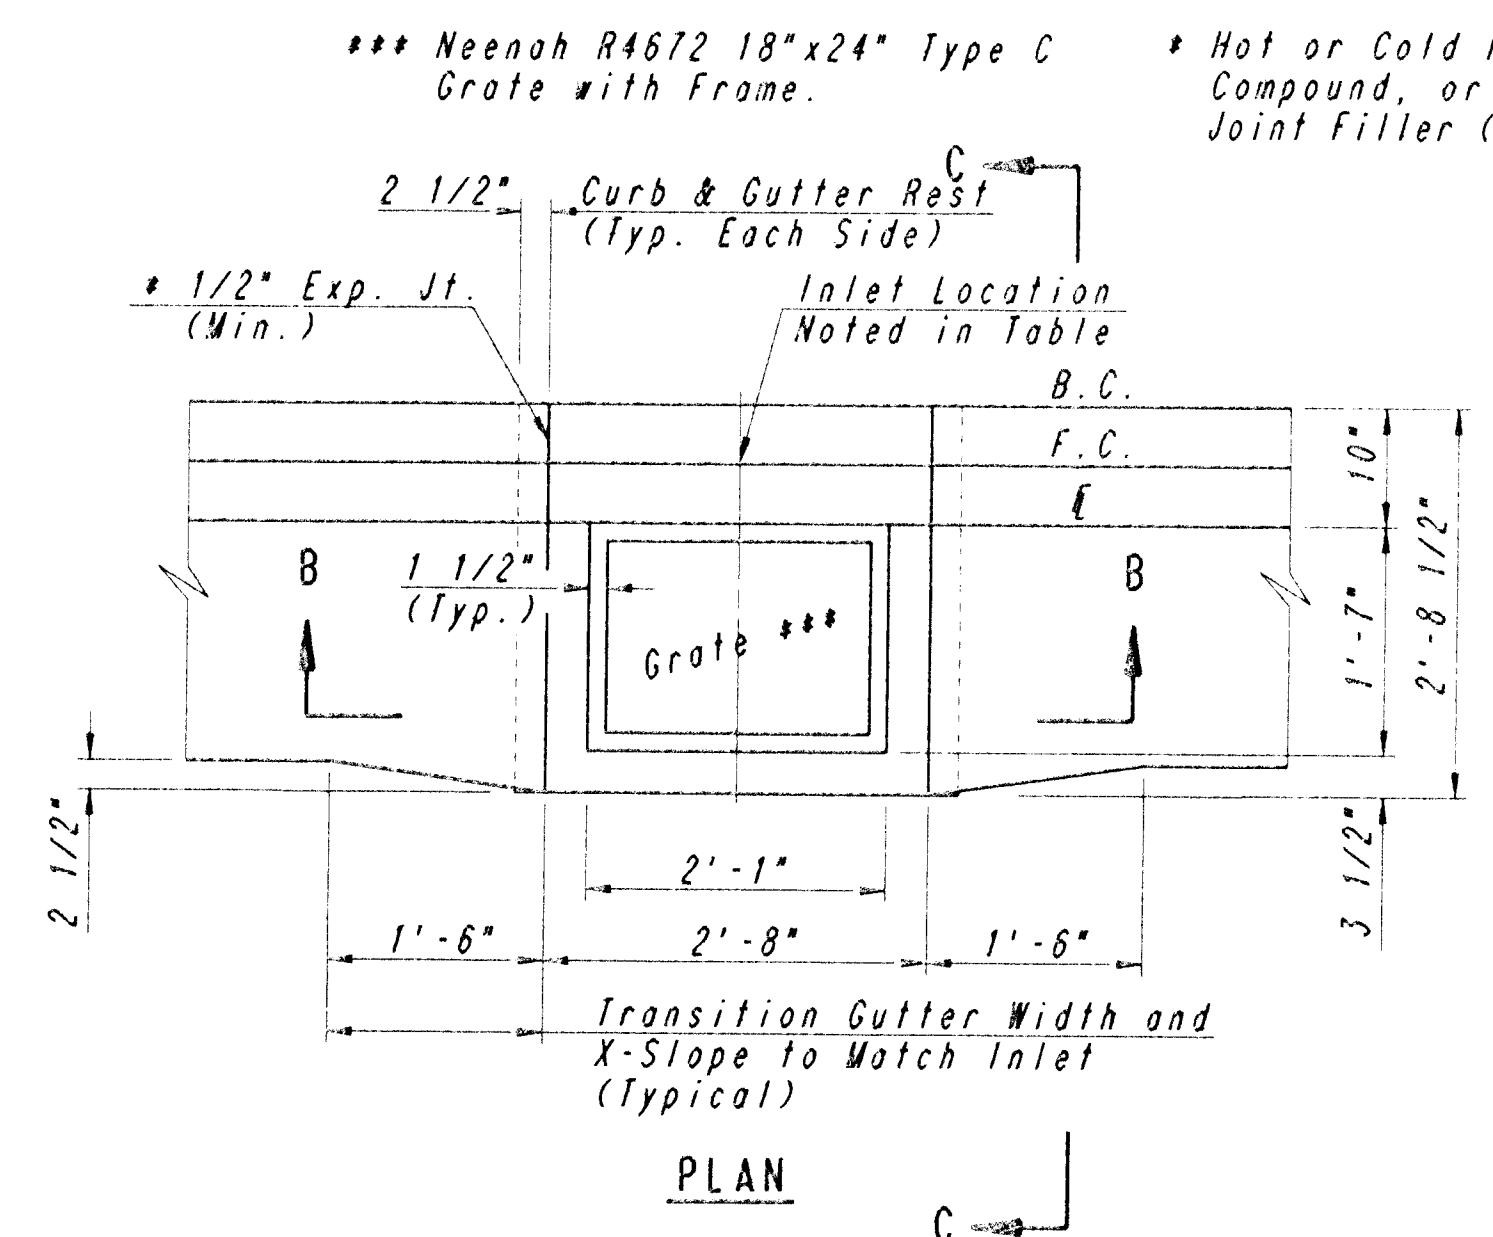 *** Neenah R4672 18"x24" Type C
Grate with Frame.
* Hot or Cold
Compound, or
Joint Filler (
C
2 1/2"
Curb & Gutter Rest
(Typ. Each Side)
* 1/2" Exp. Jt.
(Min.)
Inlet Location
Noted in Table
B.C.
F.C.
℄
10"
1'-7"
2'-8 1/2"
3 1/2"
B
1 1/2"
(Typ.)
B
Grate ***
2 1/2"
2'-1"
1'-6"
2'-8"
1'-6"
Transition Gutter Width and
X-Slope to Match Inlet
(Typical)
PLAN
C